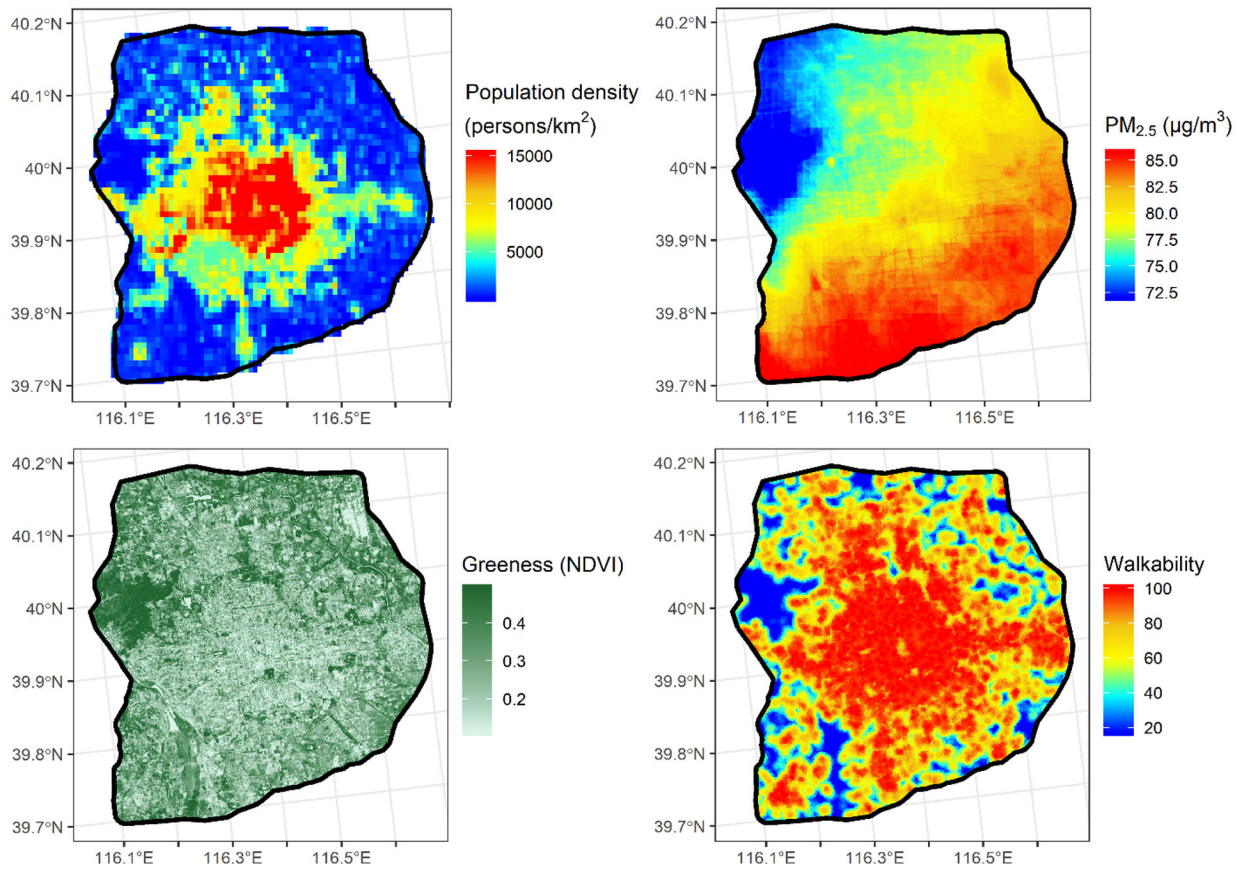 40.2°N
40.1°N
40°N
39.9°N
39.8°N
39.7°N
116.1°E 116.3°E 116.5°E
Population density
(persons/km²)
15000
10000
5000
40.2°N
40.1°N
40°N
39.9°N
39.8°N
39.7°N
116.1°E 116.3°E 116.5°E
PM₂.₅ (µg/m³)
85.0
82.5
80.0
77.5
75.0
72.5
40.2°N
40.1°N
40°N
39.9°N
39.8°N
39.7°N
116.1°E 116.3°E 116.5°E
Greeness (NDVI)
0.4
0.3
0.2
40.2°N
40.1°N
40°N
39.9°N
39.8°N
39.7°N
116.1°E 116.3°E 116.5°E
Walkability
100
80
60
40
20